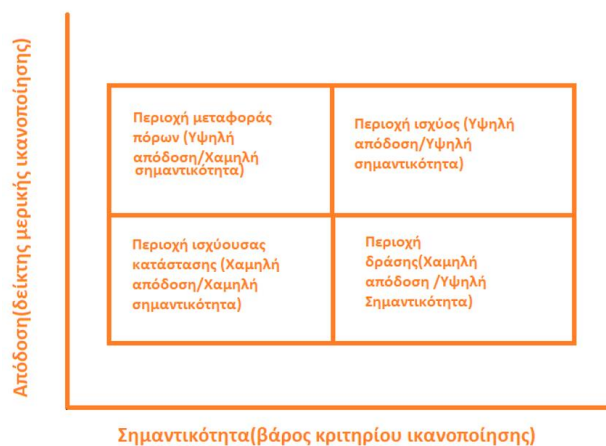 Απόδοση(δείκτης μερικής ικανοποίησης)
Περιοχή μεταφοράς
πόρων (Υψηλή
απόδοση/Χαμηλή
σημαντικότητα)
Περιοχή ισχύος (Υψηλή
απόδοση/Υψηλή
σημαντικότητα)
Περιοχή ισχύουσας
κατάστασης (Χαμηλή
απόδοση/Χαμηλή
σημαντικότητα)
Περιοχή
δράσης(Χαμηλή
απόδοση /Υψηλή
Σημαντικότητα)
Σημαντικότητα(βάρος κριτηρίου ικανοποίησης)